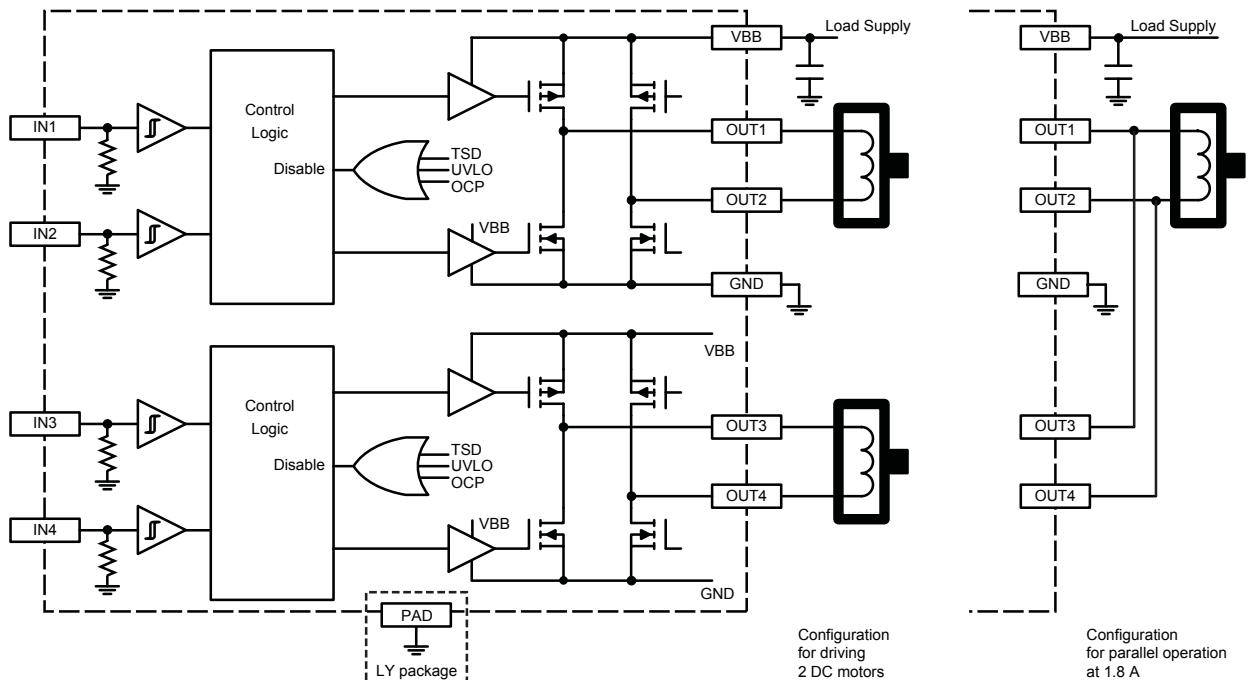 VBB
Load Supply
VBB
Load Supply
IN1
Control
Logic
Disable
TSD
UVLO
OCP
OUT1
OUT1
IN2
VBB
OUT2
OUT2
GND
GND
VBB
IN3
Control
Logic
Disable
TSD
UVLO
OCP
OUT3
OUT3
IN4
VBB
OUT4
OUT4
GND
PAD
LY package
Configuration
for driving
2 DC motors
Configuration
for parallel operation
at 1.8 A